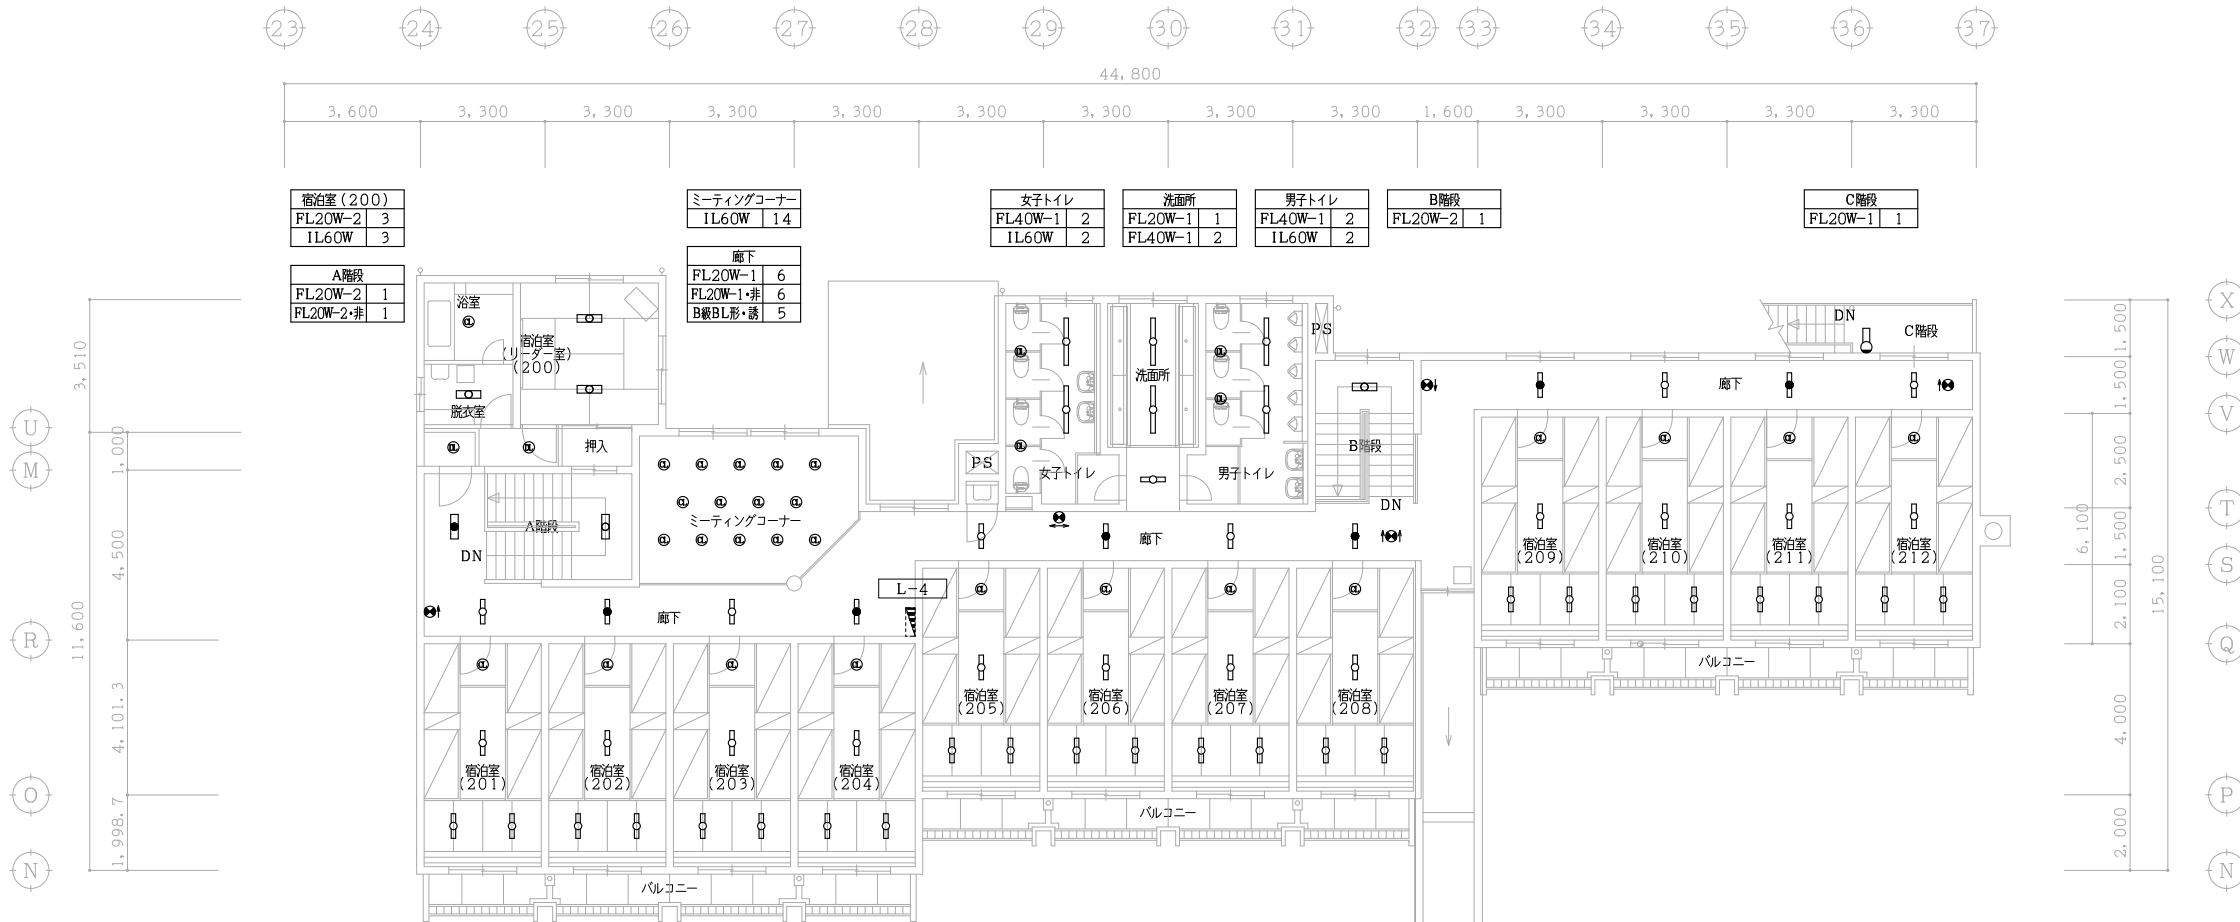 23 24 25 26 27 28 29 30 31 32 33 34 35 36 37
44,800
3,600 3,300 3,300 3,300 3,300 3,300 3,300 3,300 3,300 1,600 3,300 3,300 3,300 3,300
宿泊室(200)
FL20W-2 3
IL60W 3
A階段
FL20W-2 1
FL20W-2・非 1
ミーティングコーナー
IL60W 14
廊下
FL20W-1 6
FL20W-1・非 6
B級BL形・誘 5
女子トイレ
FL40W-1 2
IL60W 2
洗面所
FL20W-1 1
FL40W-1 2
男子トイレ
FL40W-1 2
IL60W 2
B階段
FL20W-2 1
C階段
FL20W-1 1
浴室
宿泊室
(リーダー室)
(200)
脱衣室
押入
A階段
DN
ミーティングコーナー
廊下
L-4
PS
女子トイレ
洗面所
男子トイレ
PS
B階段
DN
廊下
DN
C階段
廊下
宿泊室
(201)
宿泊室
(202)
宿泊室
(203)
宿泊室
(204)
宿泊室
(205)
宿泊室
(206)
宿泊室
(207)
宿泊室
(208)
宿泊室
(209)
宿泊室
(210)
宿泊室
(211)
宿泊室
(212)
バルコニー
バルコニー
バルコニー
U
M
R
O
N
3,510
11,600
1,000
4,500
4,101.3
1,998.7
X
W
V
T
S
Q
P
N
1,500
1,500
2,500
1,500
2,100
4,000
2,000
6,100
15,100